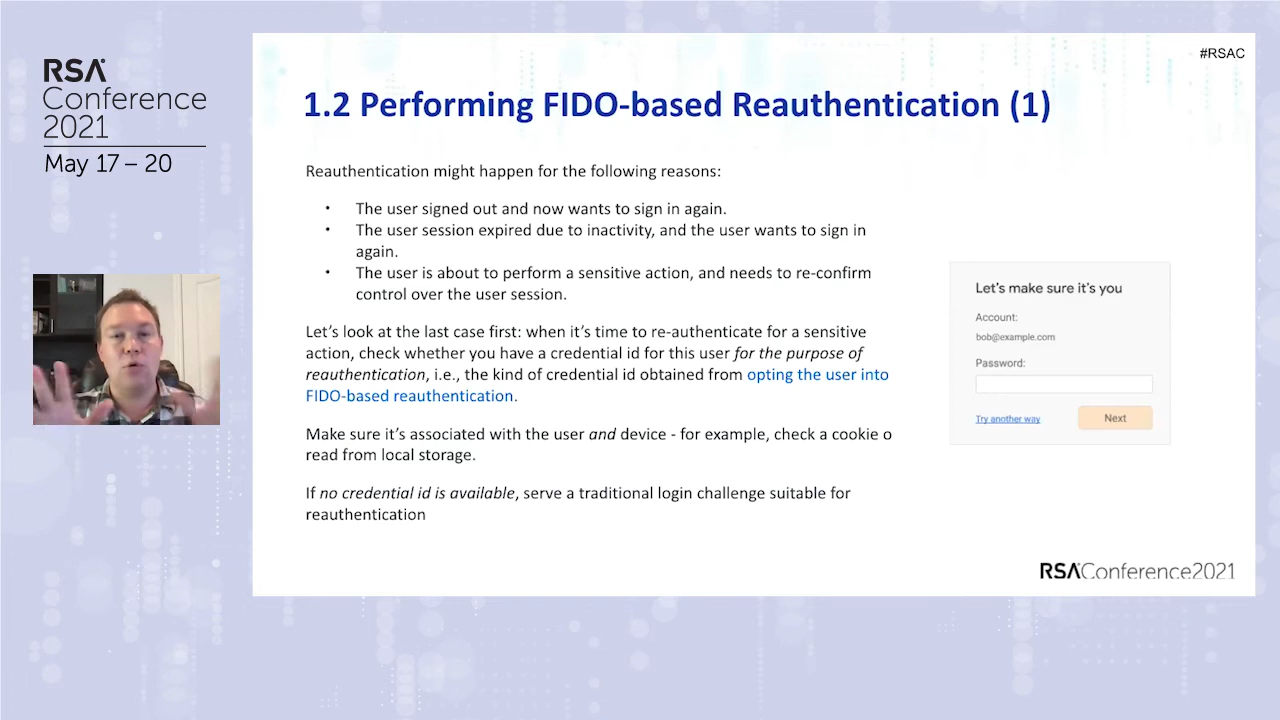 RSA
Conference
2021
May 17 – 20
#RSAC
1.2 Performing FIDO-based Reauthentication (1)
Reauthentication might happen for the following reasons:
• The user signed out and now wants to sign in again.
• The user session expired due to inactivity, and the user wants to sign in
again.
• The user is about to perform a sensitive action, and needs to re-confirm
control over the user session.
Let’s look at the last case first: when it’s time to re-authenticate for a sensitive
action, check whether you have a credential id for this user for the purpose of
reauthentication, i.e., the kind of credential id obtained from opting the user into
FIDO-based reauthentication.
Make sure it’s associated with the user and device - for example, check a cookie o
read from local storage.
If no credential id is available, serve a traditional login challenge suitable for
reauthentication
Let’s make sure it’s you
Account:
bob@example.com
Password:
Try another way
Next
RSAConference2021